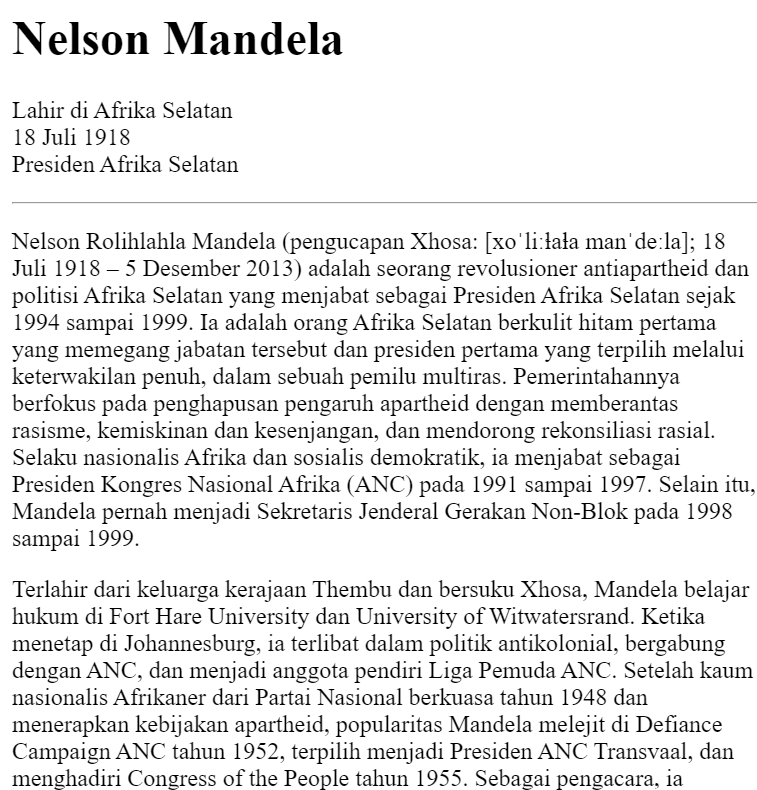 Nelson Mandela
Lahir di Afrika Selatan
18 Juli 1918
Presiden Afrika Selatan
Nelson Rolihlahla Mandela (pengucapan Xhosa: [xoˈliːɬaɬa manˈdeːla]; 18
Juli 1918 – 5 Desember 2013) adalah seorang revolusioner antiapartheid dan
politisi Afrika Selatan yang menjabat sebagai Presiden Afrika Selatan sejak
1994 sampai 1999. Ia adalah orang Afrika Selatan berkulit hitam pertama
yang memegang jabatan tersebut dan presiden pertama yang terpilih melalui
keterwakilan penuh, dalam sebuah pemilu multiras. Pemerintahannya
berfokus pada penghapusan pengaruh apartheid dengan memberantas
rasisme, kemiskinan dan kesenjangan, dan mendorong rekonsiliasi rasial.
Selaku nasionalis Afrika dan sosialis demokratik, ia menjabat sebagai
Presiden Kongres Nasional Afrika (ANC) pada 1991 sampai 1997. Selain itu,
Mandela pernah menjadi Sekretaris Jenderal Gerakan Non-Blok pada 1998
sampai 1999.
Terlahir dari keluarga kerajaan Thembu dan bersuku Xhosa, Mandela belajar
hukum di Fort Hare University dan University of Witwatersrand. Ketika
menetap di Johannesburg, ia terlibat dalam politik antikolonial, bergabung
dengan ANC, dan menjadi anggota pendiri Liga Pemuda ANC. Setelah kaum
nasionalis Afrikaner dari Partai Nasional berkuasa tahun 1948 dan
menerapkan kebijakan apartheid, popularitas Mandela melejit di Defiance
Campaign ANC tahun 1952, terpilih menjadi Presiden ANC Transvaal, dan
menghadiri Congress of the People tahun 1955. Sebagai pengacara, ia